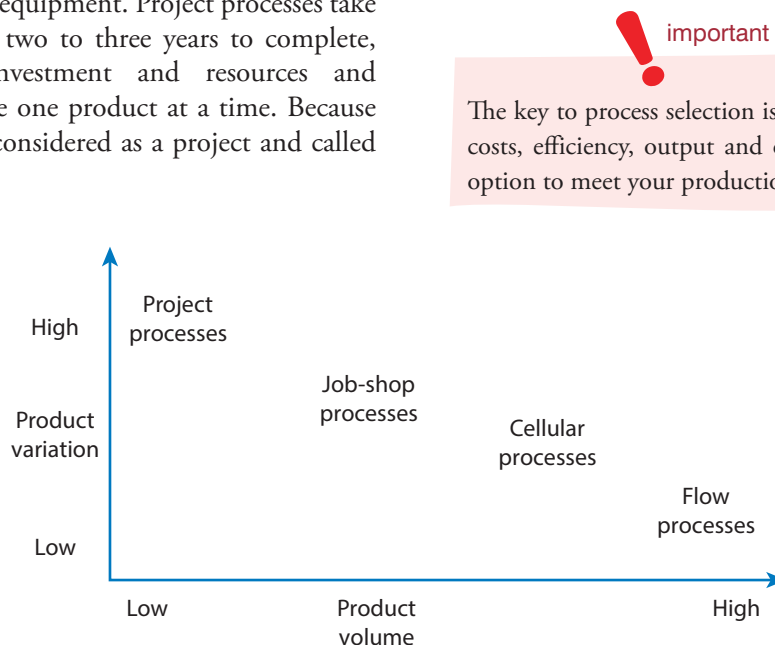 equipment. Project processes take
two to three years to complete,
investment and resources and
one product at a time. Because
considered as a project and called
important
The key to process selection is
costs, efficiency, output and
option to meet your
High
Project
processes
Job-shop
processes
Product
variation
Cellular
processes
Flow
processes
Low
Low
Product
volume
High